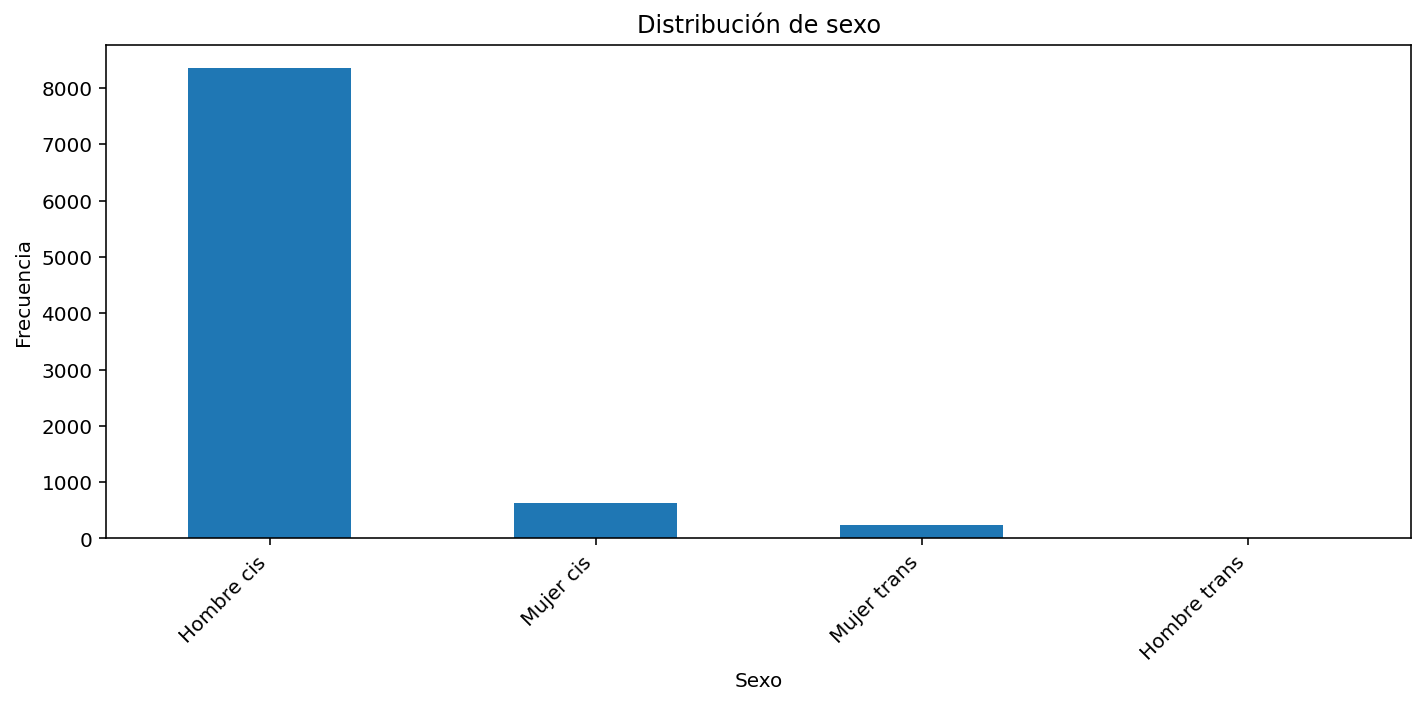 Distribución de sexo
8000
7000
6000
5000
4000
3000
2000
1000
0
Frecuencia
Hombre cis
Mujer cis
Mujer trans
Hombre trans
Sexo